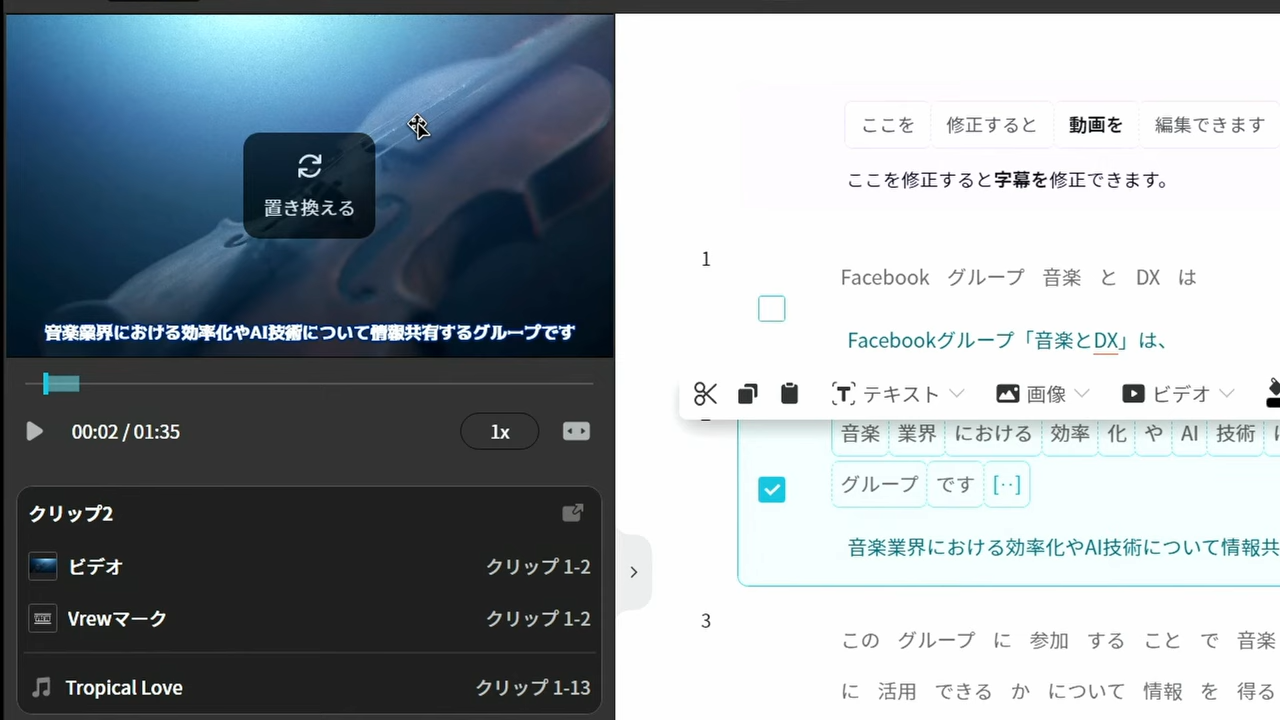 置き換える
音楽業界における効率化やAI技術について情報共有するグループです
00:02 / 01:35
1x
クリップ2
ビデオ クリップ 1-2
Vrewマーク クリップ 1-2
Tropical Love クリップ 1-13
ここを 修正すると 動画を 編集できます
ここを修正すると字幕を修正できます。
1
Facebook グループ 音楽 と DX は
Facebookグループ「音楽とDX」は、
テキスト 画像 ビデオ
音楽 業界 における 効率 化 や AI 技術
グループ です [··]
音楽業界における効率化やAI技術について情報共
3
この グループ に 参加 する こと で 音楽
に 活用 できる か について 情報 を 得る